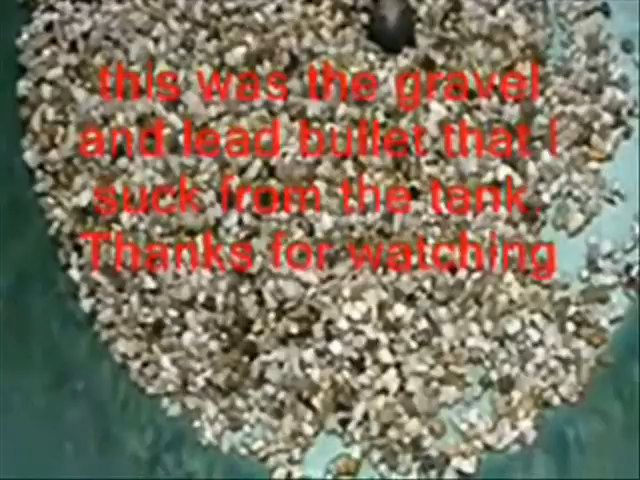 this was the gravel
and lead bullet that I
suck from the tank.
Thanks for watching